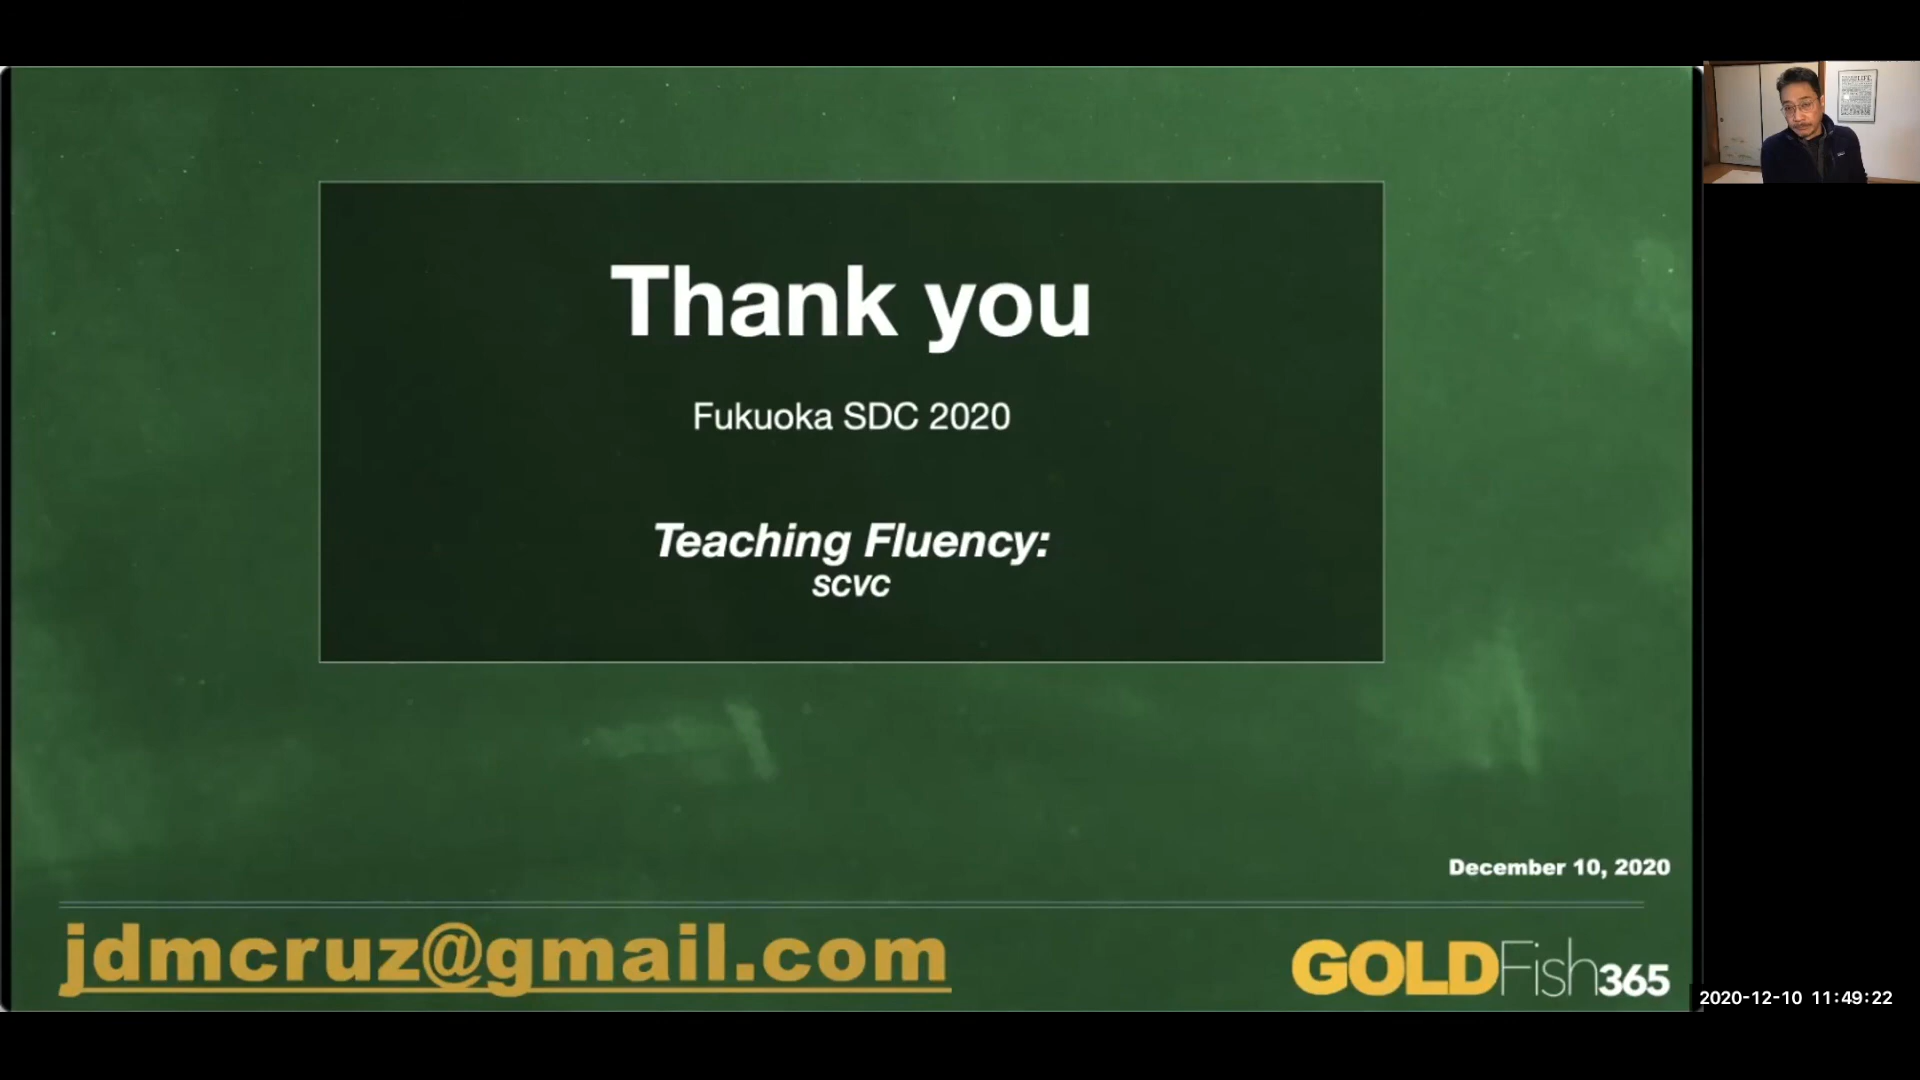 Thank you
Fukuoka SDC 2020
Teaching Fluency:
SCVC
December 10, 2020
jdmcruz@gmail.com
GOLDFish365
2020-12-10 11:49:22